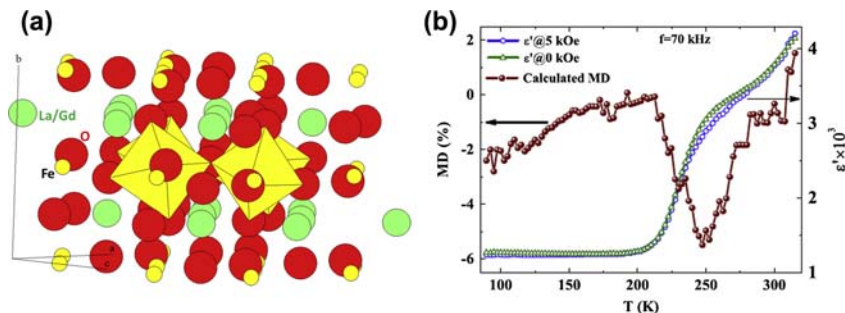 (a)
b
La/Gd
O
Fe
a
c
(b)
ε'@5 kOe
ε'@0 kOe
Calculated MD
f=70 kHz
2
0
-2
-4
-6
MD (%)
4
3
2
1
ε'×10³
100 150 200 250 300
T (K)